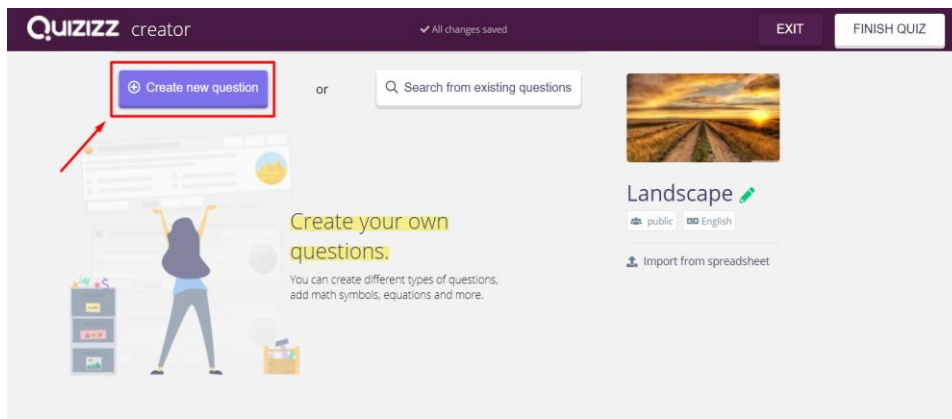 QUIZIZZ creator
All changes saved
EXIT
FINISH QUIZ
Create new question
or
Search from existing questions
Landscape
public
English
Import from spreadsheet
Create your own
questions.
You can create different types of questions,
add math symbols, equations and more.